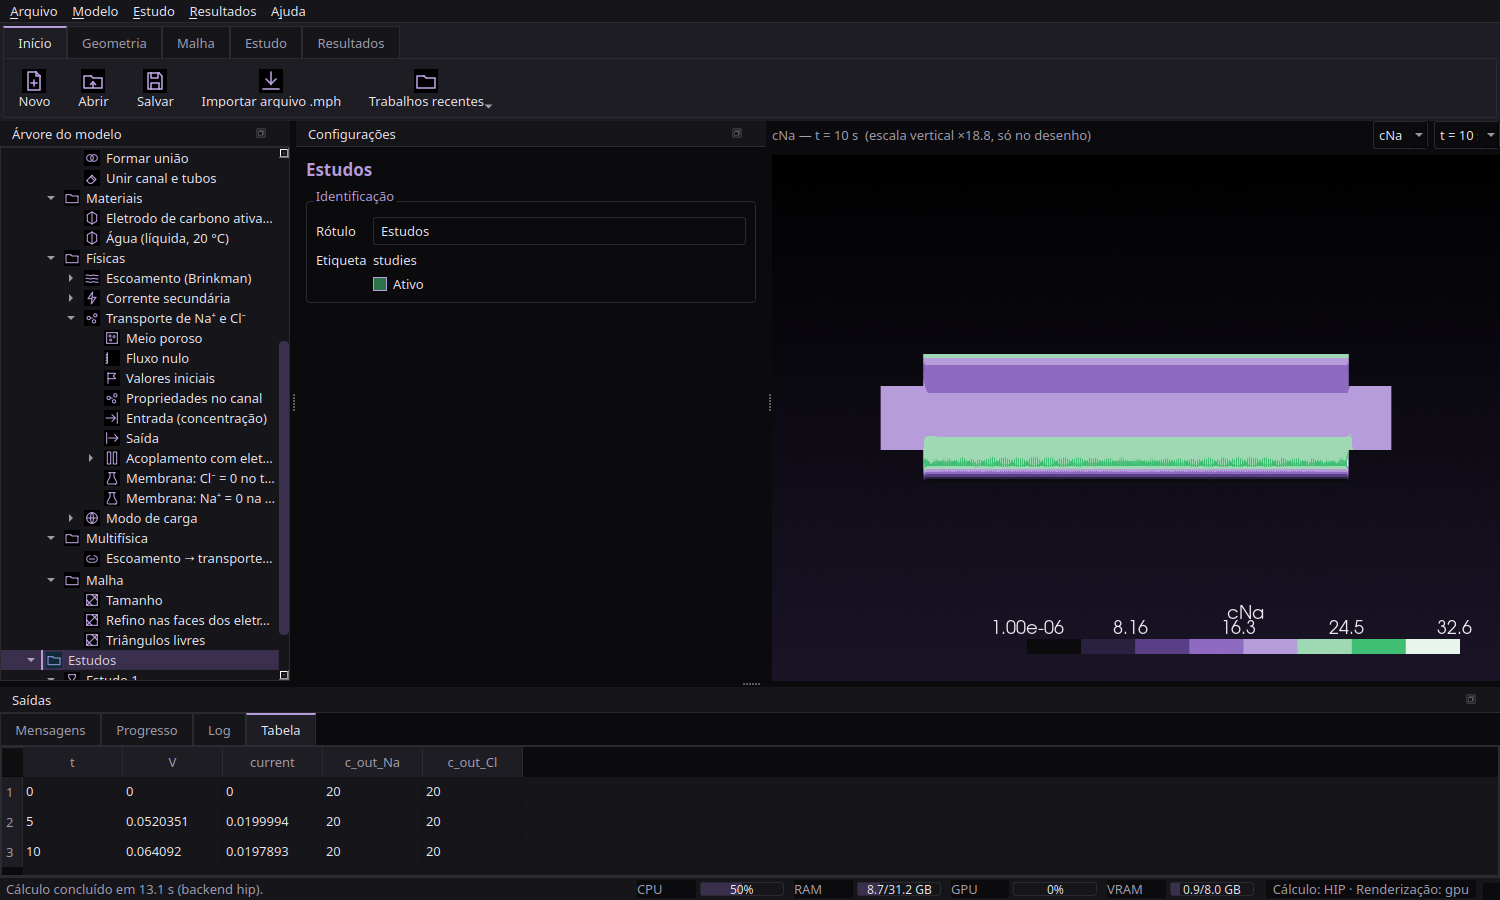 Arquivo Modelo Estudo Resultados Ajuda
Início Geometria Malha Estudo Resultados
Novo Abrir Salvar Importar arquivo .mph Trabalhos recentes
Árvore do modelo
Formar união
Unir canal e tubos
Materiais
Eletrodo de carbono ativa...
Água (líquida, 20 °C)
Físicas
Escoamento (Brinkman)
Corrente secundária
Transporte de Na⁺ e Cl⁻
Meio poroso
Fluxo nulo
Valores iniciais
Propriedades no canal
Entrada (concentração)
Saída
Acoplamento com elet...
Membrana: Cl⁻ = 0 no t...
Membrana: Na⁺ = 0 na ...
Modo de carga
Multifísica
Escoamento → transporte...
Malha
Tamanho
Refino nas faces dos eletr...
Triângulos livres
Estudos
Estudo 1
Configurações
Estudos
Identificação
Rótulo Estudos
Etiqueta studies
Ativo
cNa — t = 10 s (escala vertical ×18.8, só no desenho)
cNa t = 10
cNa
1.00e-06 8.16 16.3 24.5 32.6
Saídas
Mensagens Progresso Log Tabela
t V current c_out_Na c_out_Cl
1 0 0 0 20 20
2 5 0.0520351 0.0199994 20 20
3 10 0.064092 0.0197893 20 20
Cálculo concluído em 13.1 s (backend hip). CPU 50% RAM 8.7/31.2 GB GPU 0% VRAM 0.9/8.0 GB Cálculo: HIP · Renderização: gpu